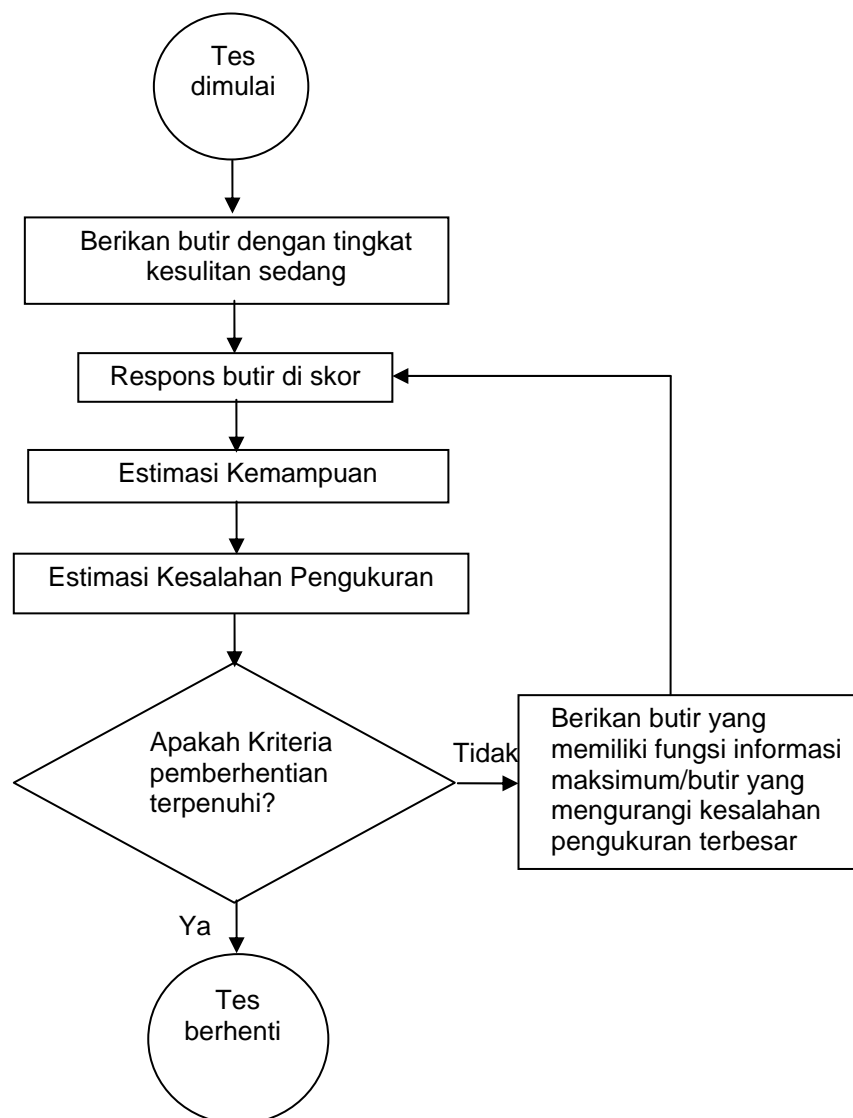 Tes
dimulai
Berikan butir dengan tingkat
kesulitan sedang
Respons butir di skor
Estimasi Kemampuan
Estimasi Kesalahan Pengukuran
Apakah Kriteria
pemberhentian
terpenuhi?
Tidak
Berikan butir yang
memiliki fungsi informasi
maksimum/butir yang
mengurangi kesalahan
pengukuran terbesar
Ya
Tes
berhenti